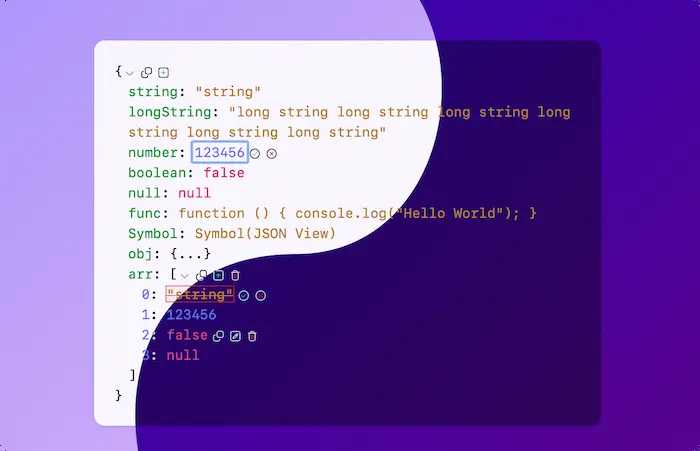 {
string: "string"
longString: "long string long string long string long
string long string long string"
number: 123456
boolean: false
null: null
func: function () { console.log("Hello World"); }
Symbol: Symbol(JSON View)
obj: {...}
arr: [
0: "string"
1: 123456
2: false
3: null
]
}